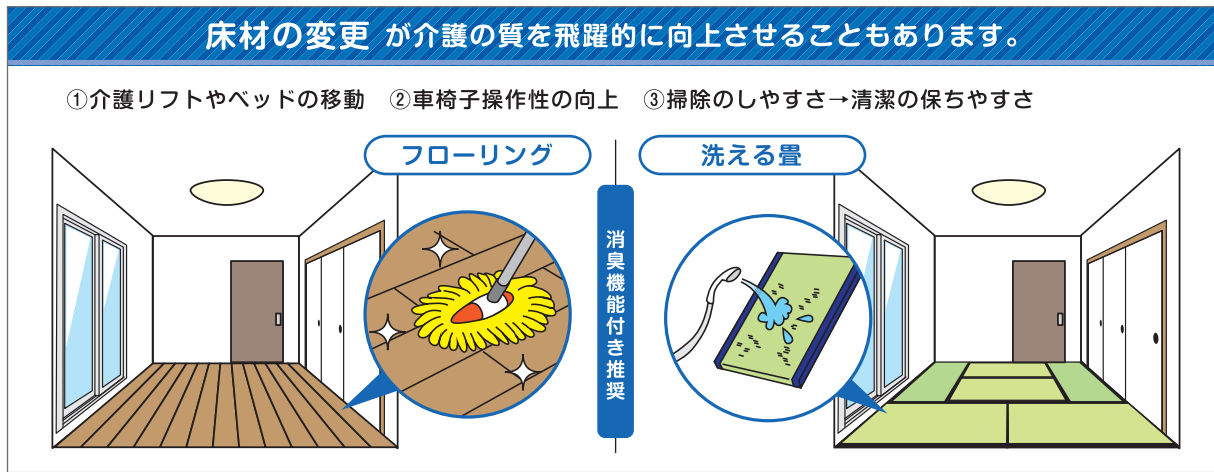 床材の変更 が介護の質を飛躍的に向上させることもあります。
①介護リフトやベッドの移動 ②車椅子操作性の向上 ③掃除のしやすさ→清潔の保ちやすさ
フローリング
洗える畳
消臭機能付き推奨